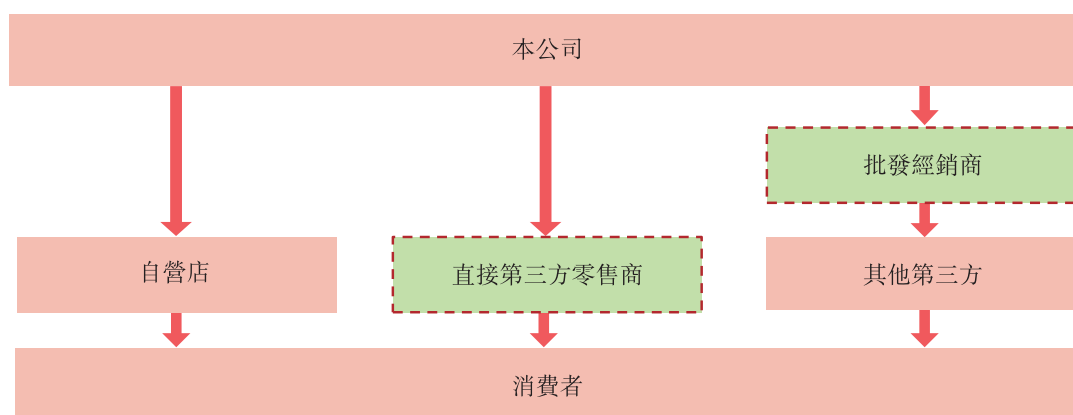 本公司
批發經銷商
自營店
直接第三方零售商
其他第三方
消費者